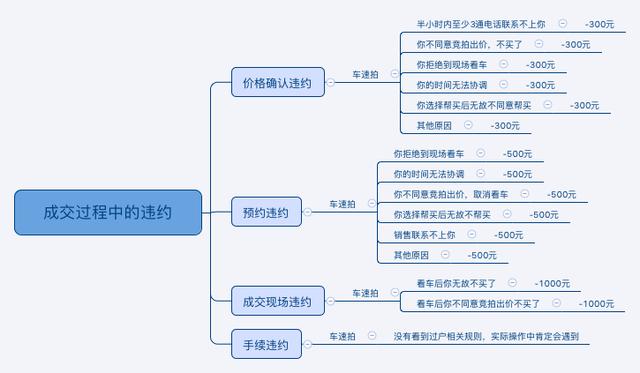 成交过程中的违约
价格确认违约
车速拍
半小时内至少3通电话联系不上你 -300元
你不同意竞拍出价，不买了 -300元
你拒绝到现场看车 -300元
你的时间无法协调 -300元
你选择帮买后无故不同意帮买 -300元
其他原因 -300元
预约违约
车速拍
你拒绝到现场看车 -500元
你的时间无法协调 -500元
你不同意竞拍出价，取消看车 -500元
你选择帮买后无故不帮买 -500元
销售联系不上你 -500元
其他原因 -500元
成交现场违约
车速拍
看车后你无故不买了 -1000元
看车后你不同意竞拍出价不买了 -1000元
手续违约
车速拍
没有看到过户相关规则，实际操作中肯定会遇到